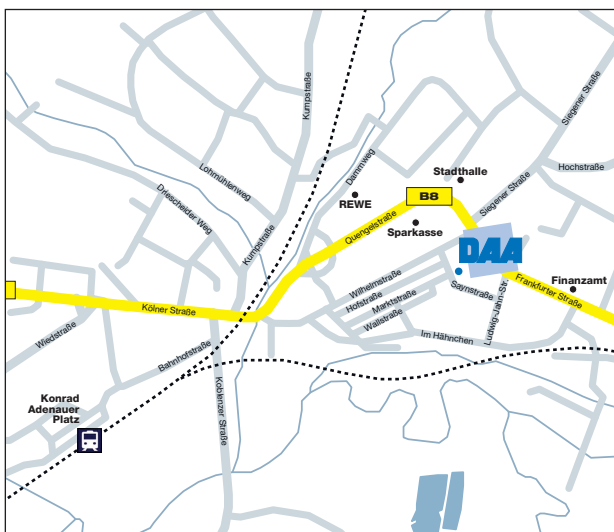 Kumpstraße
Siegener Straße
Lohmühlenweg
Dammweg
Stadthalle
Hochstraße
Driescheider Weg
REWE
B8
Siegener Straße
Quengelstraße
Sparkasse
Kumpstraße
DAA
Wilhelmstraße
Hofstraße
Marktstraße
Wallstraße
Saynstraße
Ludwig-Jahn-Str.
Frankfurter Straße
Finanzamt
Kölner Straße
Wiedstraße
Im Hähnchen
Bahnhofstraße
Koblenzer Straße
Konrad
Adenauer
Platz